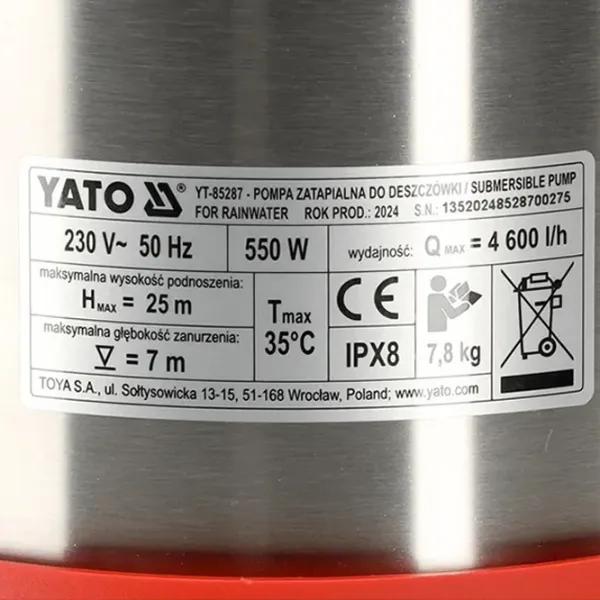 YATO ® YT-85287 - POMPA ZATAPIALNA DO DESZCZÓWKI / SUBMERSIBLE PUMP
FOR RAINWATER ROK PROD.: 2024 S.N.: 13520248528700275
230 V~ 50 Hz
550 W
wydajność: Q MAX = 4 600 l/h
maksymalna wysokość podnoszenia:
HMAX = 25 m
maksymalna głębokość zanurzenia:
= 7 m
Tmax
35°C
CE
IPX8
7,8 kg
TOYA S.A., ul. Sołtysowicka 13-15, 51-168 Wrocław, Poland; www.yato.com